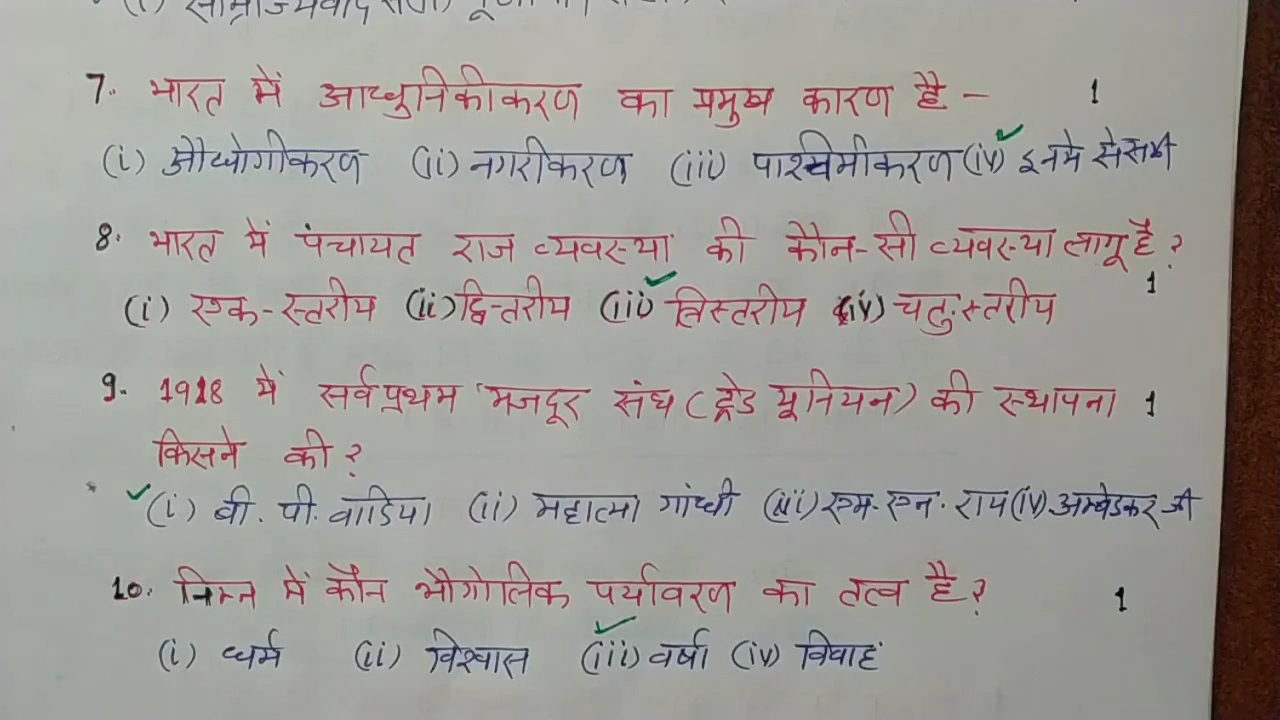 (i) साम्राज्यवाद
7. भारत में आधुनिकीकरण का प्रमुख कारण है - 1
(i) औधोगीकरण (ii) नगरीकरण (iii) पाश्चिमीकरण (iv) इनमे से सभी
8. भारत में पंचायत राज व्यवस्था की कौन-सी व्यवस्था लागू है ?
1
(i) एक-स्तरीय (ii) द्वि-तरीय (iii) त्रिस्तरीय (iv) चतु:स्तरीय
9. 1918 में सर्वप्रथम 'मजदूर संघ (ट्रेड यूनियन) की स्थापना 1
किसने की ?
(i) बी. पी. वाडिया (ii) महात्मा गांधी (iii) एम. एन. राय (iv) अम्बेडकर जी
10. निम्न में कौन भौगोलिक पर्यावरण का तत्व है ? 1
(i) धर्म (ii) विश्वास (iii) वर्षा (iv) विवाह